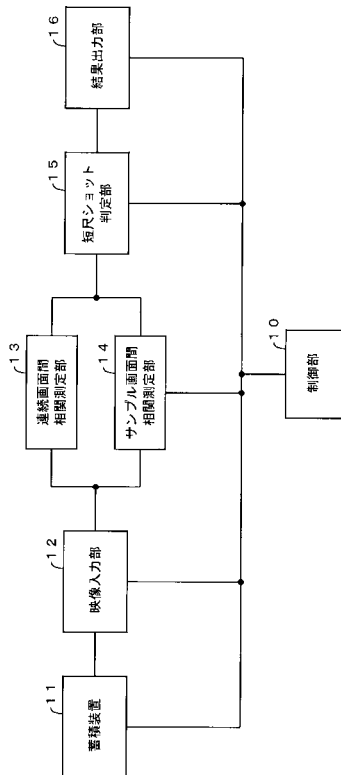 １１
蓄積装置
１２
映像入力部
１３
連続画面間
相関測定部
１４
サンプル画面間
相関測定部
１５
短尺ショット
判定部
１６
結果出力部
１０
制御部